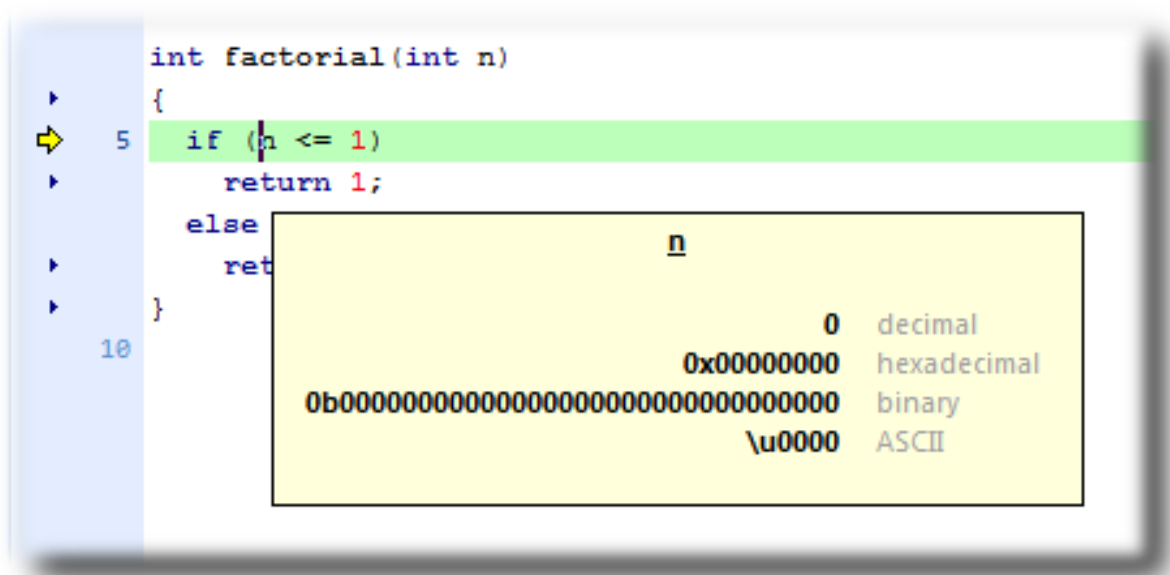 int factorial(int n)
{
5 if (n <= 1)
return 1;
else
ret
}
10
n
0 decimal
0x00000000 hexadecimal
0b00000000000000000000000000000000 binary
\u0000 ASCII